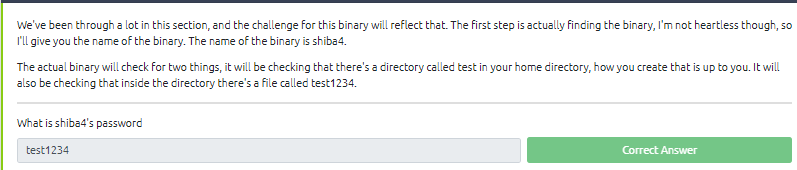 We've been through a lot in this section, and the challenge for this binary will reflect that. The first step is actually finding the binary, I'm not heartless though, so
I'll give you the name of the binary. The name of the binary is shiba4.
The actual binary will check for two things, it will be checking that there's a directory called test in your home directory, how you create that is up to you. It will
also be checking that inside the directory there's a file called test1234.
What is shiba4's password
test1234
Correct Answer